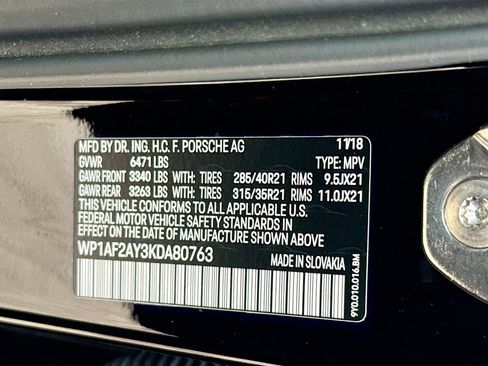 MFD BY DR. ING. H.C. F. PORSCHE AG 11/18
GVWR 6471 LBS TYPE: MPV
GAWR FRONT 3340 LBS WITH: TIRES 285/40R21 RIMS 9.5JX21
GAWR REAR 3263 LBS WITH: TIRES 315/35R21 RIMS 11.0JX21
THIS VEHICLE CONFORMS TO ALL APPLICABLE
FEDERAL MOTOR VEHICLE SAFETY STANDARDS IN
EFFECT ON THE DATE OF MANUFACTURE SHOWN ABOVE
WP1AF2AY3KDA80763 MADE IN SLOVAKIA
9Y0.010.016.BM